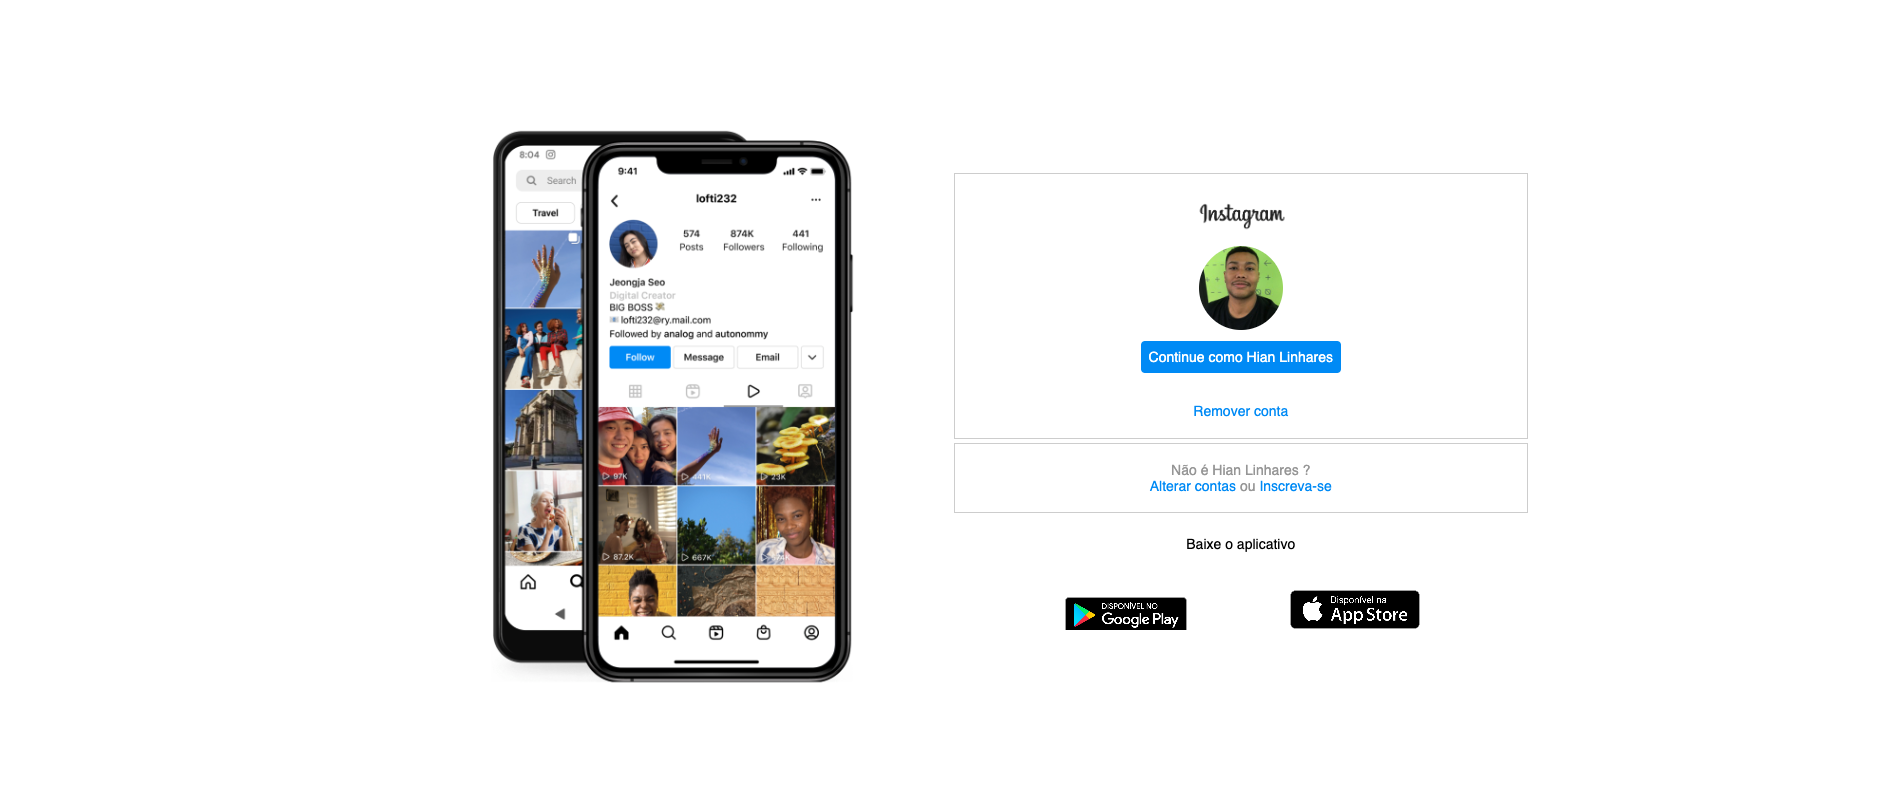 8:04
Search
Travel
9:41
lofti232
574
874K
441
Posts
Followers
Following
Jeongja Seo
Digital Creator
BIG BOSS
lofti232@ry.mail.com
Followed by analog and autonommy
Follow
Message
Email
97K
441K
23K
87.2K
667K
Instagram
Continue como Hian Linhares
Remover conta
Não é Hian Linhares ?
Alterar contas ou Inscreva-se
Baixe o aplicativo
DISPONÍVEL NO
Google Play
Disponível na
App Store